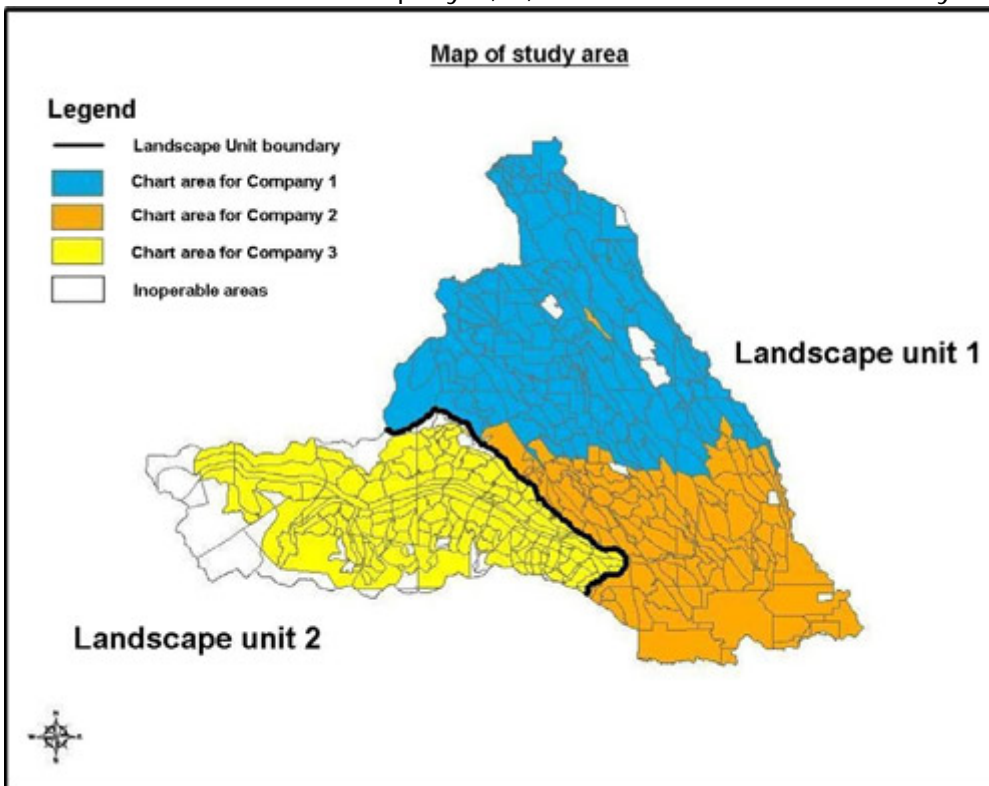 Map of study area
Legend
Landscape Unit boundary
Chart area for Company 1
Chart area for Company 2
Chart area for Company 3
Inoperable areas
Landscape unit 1
Landscape unit 2